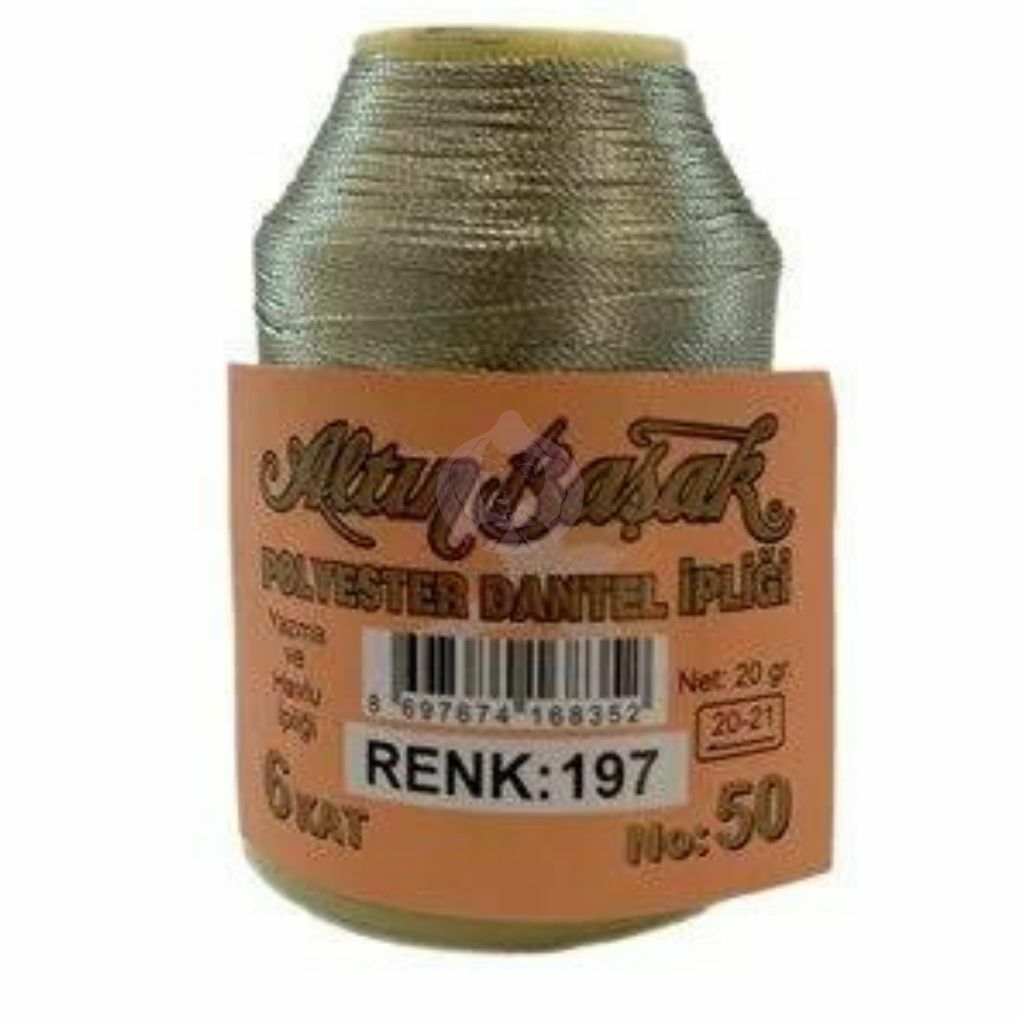 Altun Başak
POLYESTER DANTEL İPLİĞİ
Yazma
ve
Havlu
İpliği
8 697674 168352
Net: 20 gr.
20-21
RENK:197
6 KAT
No: 50